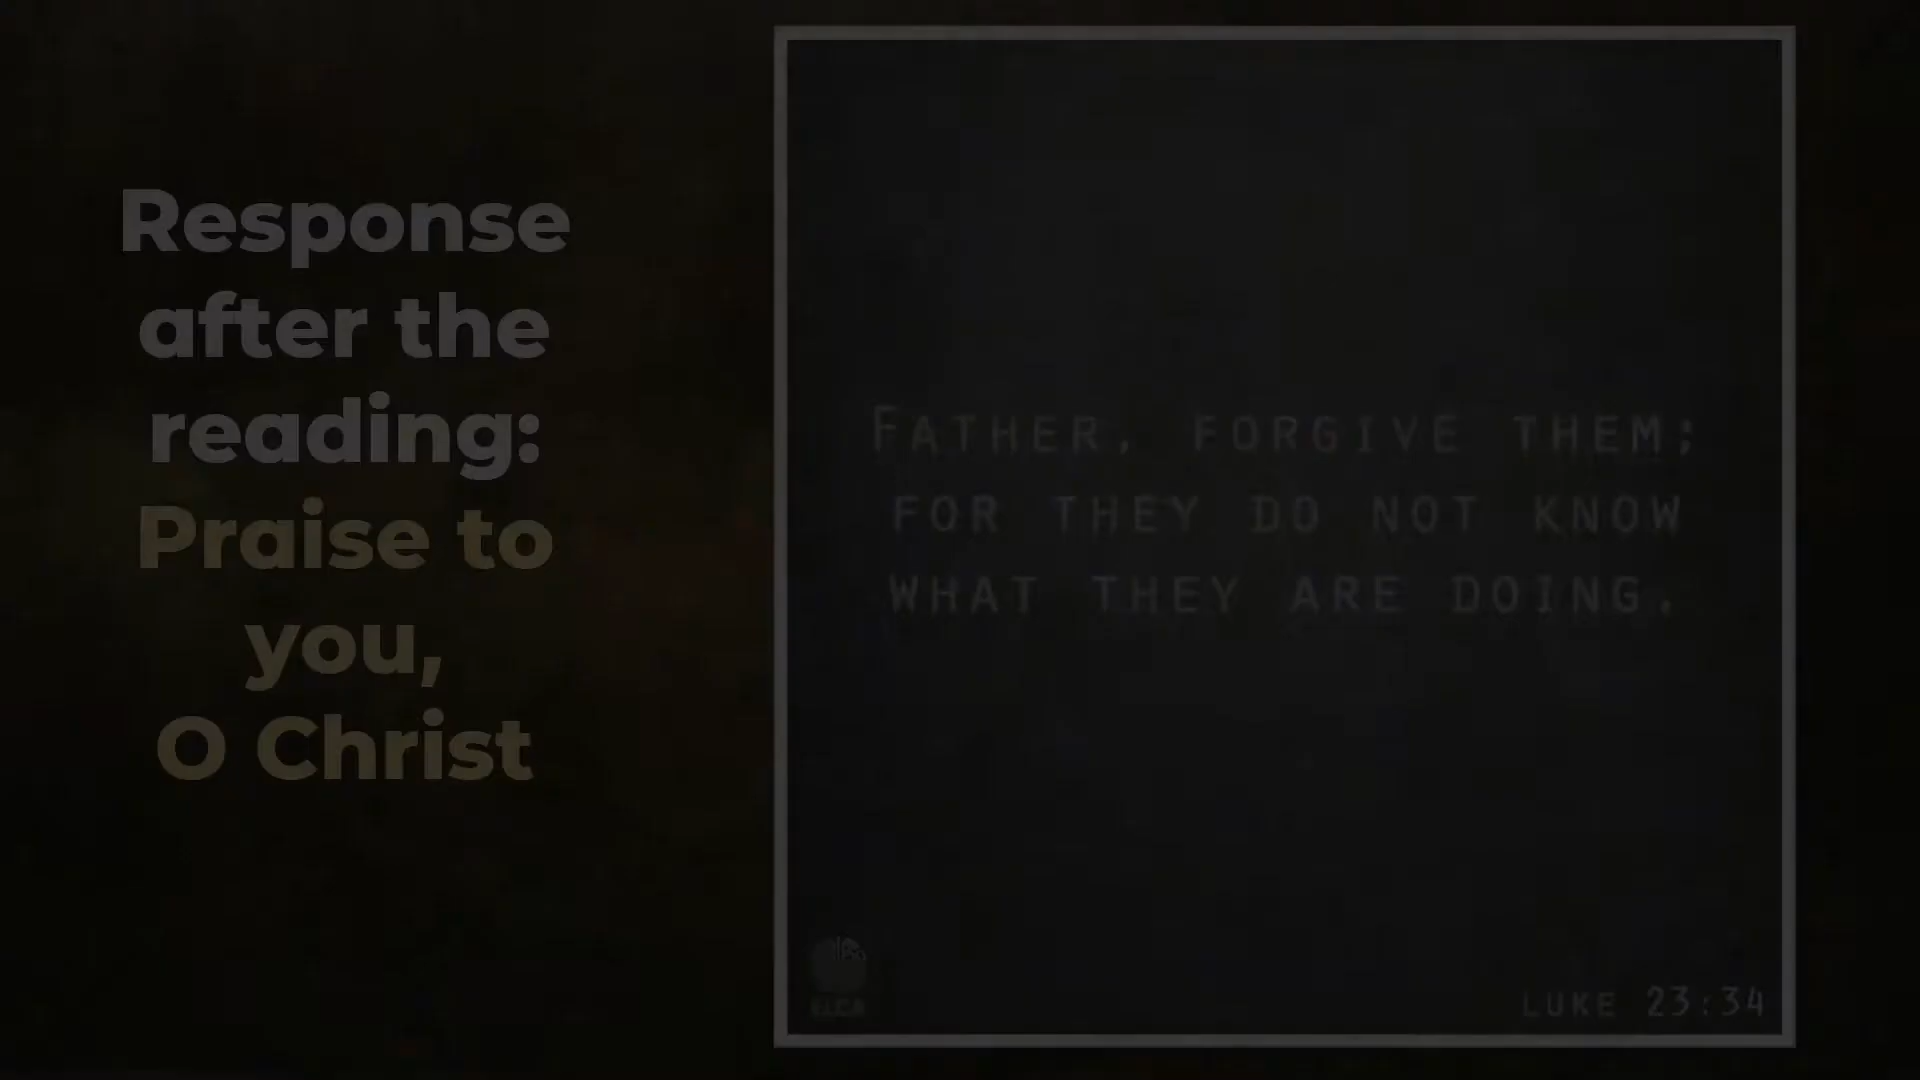 Response
after the
reading:
Praise to
you,
O Christ
FATHER, FORGIVE THEM;
FOR THEY DO NOT KNOW
WHAT THEY ARE DOING.
ELCA
LUKE 23:34